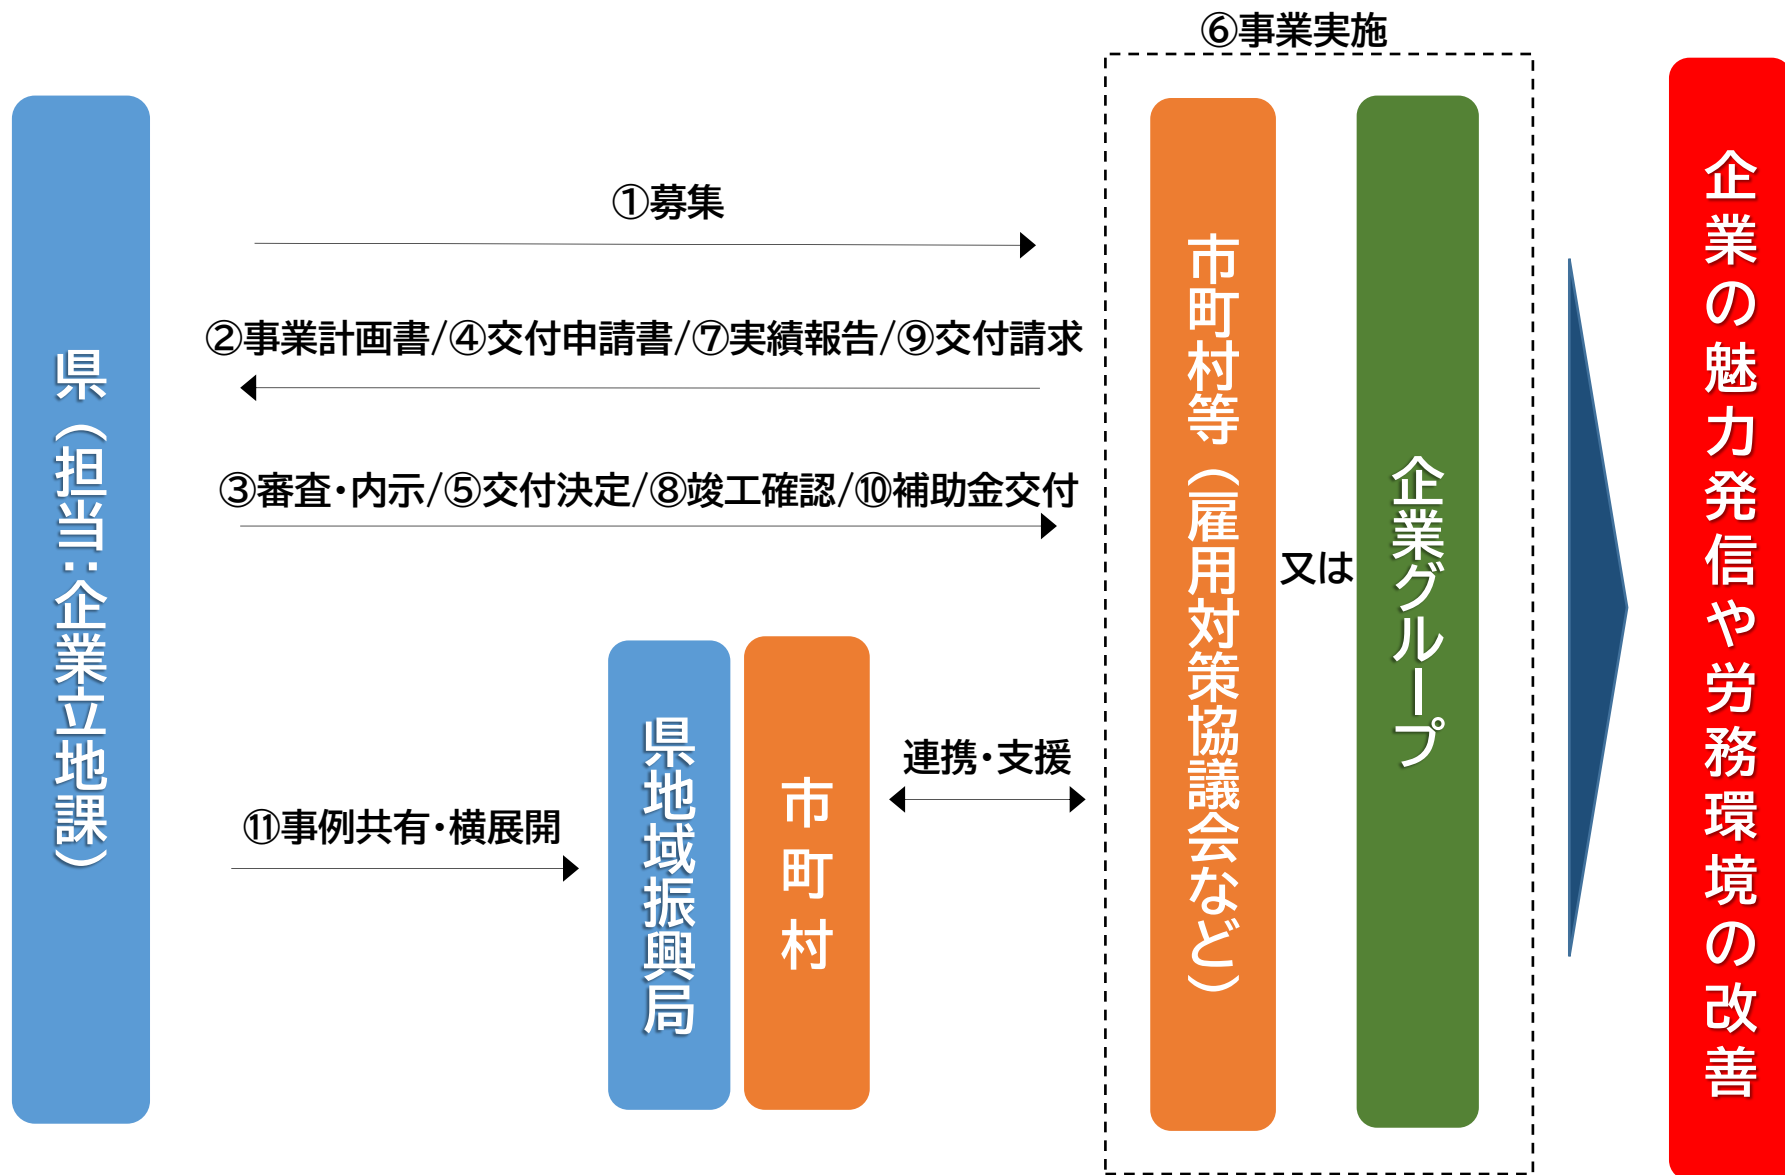 ⑥事業実施
県（担当：企業立地課）
①募集
②事業計画書/④交付申請書/⑦実績報告/⑨交付請求
③審査・内示/⑤交付決定/⑧竣工確認/⑩補助金交付
⑪事例共有・横展開
県地域振興局
市町村
連携・支援
市町村等（雇用対策協議会など）
又は
企業グループ
企業の魅力発信や労務環境の改善